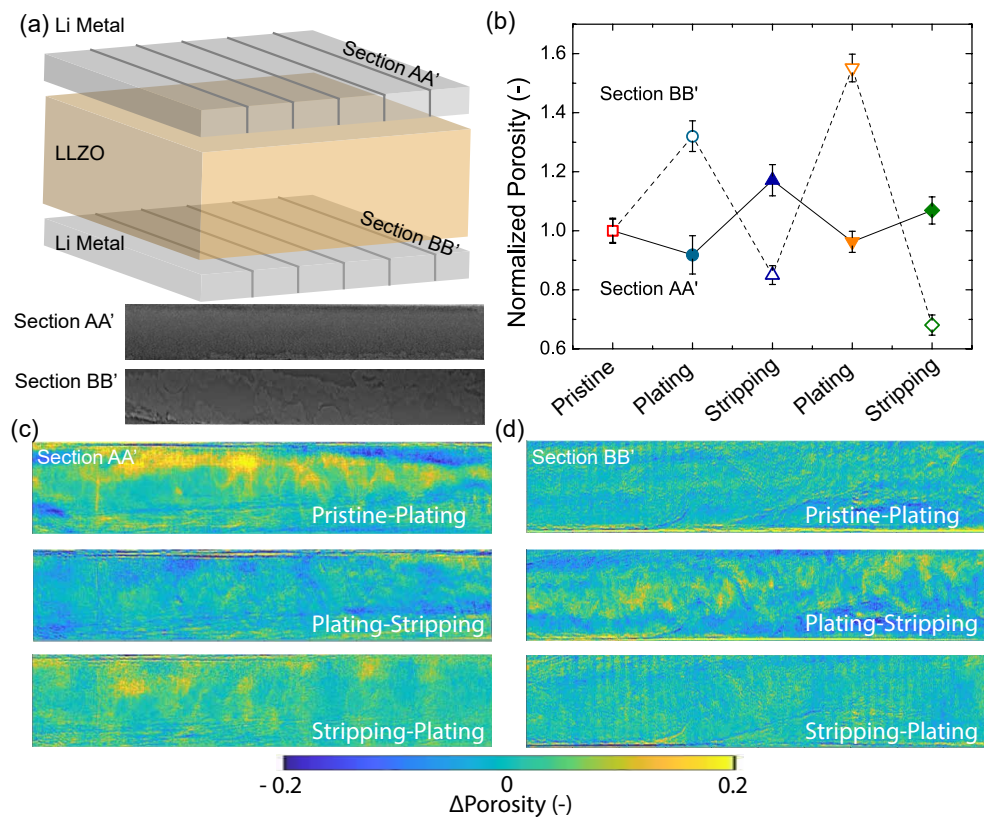 (a)
Li Metal
Section AA'
LLZO
Li Metal
Section BB'
Section AA'
Section BB'
(b)
Normalized Porosity (-)
1.6
1.4
1.2
1.0
0.8
0.6
Section BB'
Section AA'
Pristine
Plating
Stripping
Plating
Stripping
(c)
Section AA'
Pristine-Plating
Plating-Stripping
Stripping-Plating
(d)
Section BB'
Pristine-Plating
Plating-Stripping
Stripping-Plating
- 0.2 0 0.2
ΔPorosity (-)